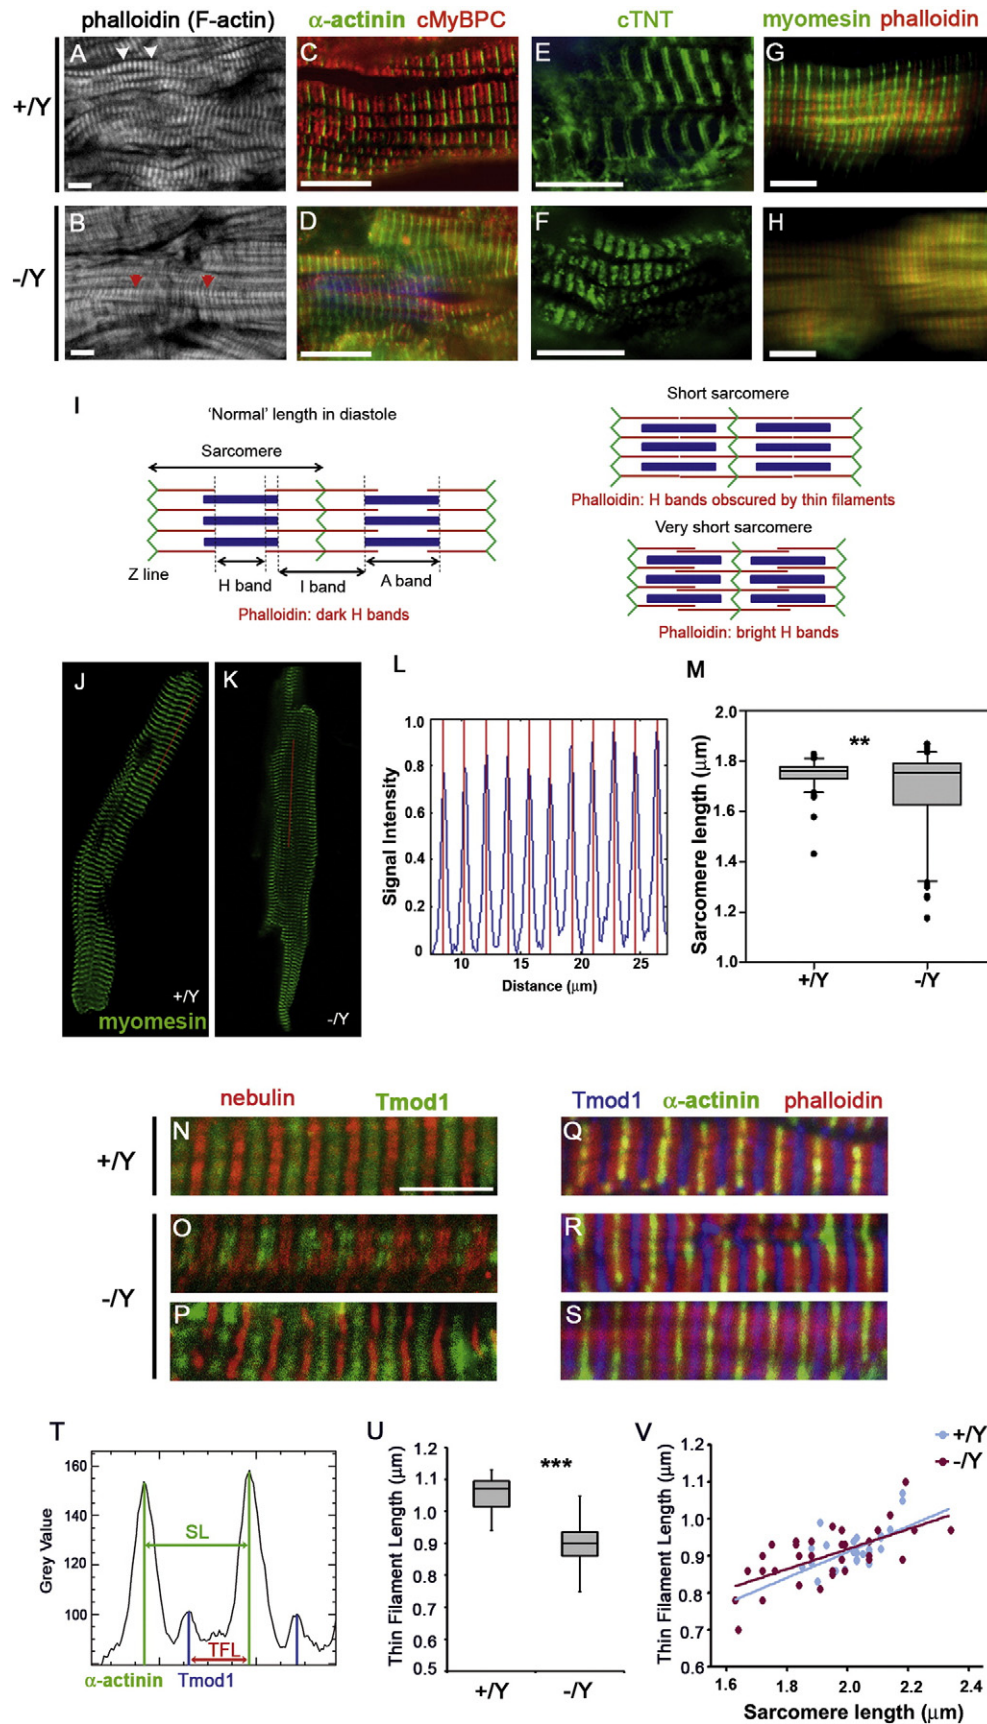 phalloidin (F-actin)
α-actinin cMyBPC
cTNT
myomesin phalloidin
A
C
E
G
+/Y
B
D
F
H
-/Y
I
'Normal' length in diastole
Sarcomere
Z line
H band
I band
A band
Phalloidin: dark H bands
Short sarcomere
Phalloidin: H bands obscured by thin filaments
Very short sarcomere
Phalloidin: bright H bands
J
+/Y
myomesin
K
-/Y
L
Signal Intensity
1.0
0.8
0.6
0.4
0.2
0
10 15 20 25
Distance (μm)
M
Sarcomere length (μm)
2.0
1.8
1.6
1.4
1.2
1.0
**
+/Y -/Y
nebulin Tmod1
Tmod1 α-actinin phalloidin
+/Y
N
Q
-/Y
O
R
P
S
T
Grey Value
160
140
120
100
SL
TFL
α-actinin Tmod1
U
Thin Filament Length (μm)
1.2
1.1
1.0
0.9
0.8
0.7
0.6
0.5
***
+/Y -/Y
V
+/Y
-/Y
Thin Filament Length (μm)
1.2
1.1
1.0
0.9
0.8
0.7
0.6
1.6 1.8 2.0 2.2 2.4
Sarcomere length (μm)